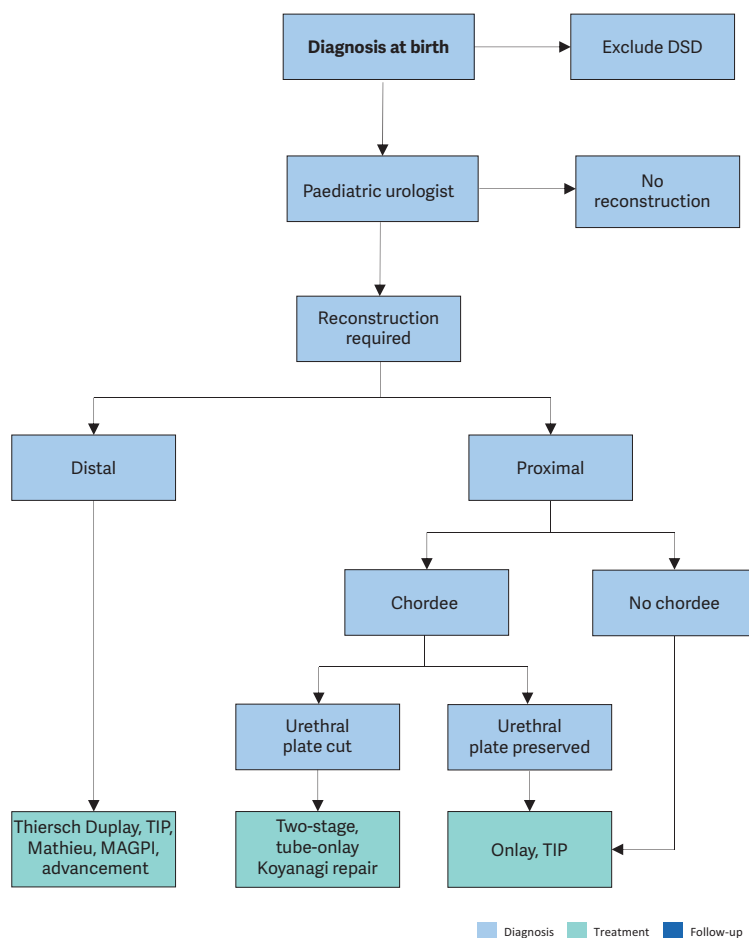 Diagnosis at birth
Exclude DSD
Paediatric urologist
No
reconstruction
Reconstruction
required
Distal
Proximal
Chordee
No chordee
Urethral
plate cut
Urethral
plate preserved
Thiersch Duplay, TIP,
Mathieu, MAGPI,
advancement
Two-stage,
tube-onlay
Koyanagi repair
Onlay, TIP
Diagnosis
Treatment
Follow-up